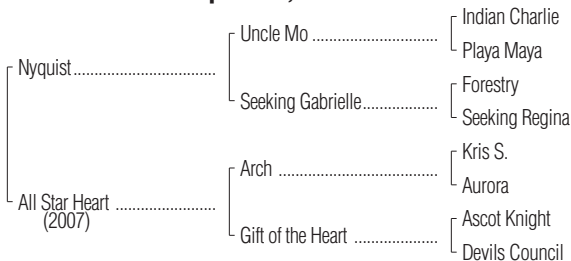 Indian Charlie
Uncle Mo
Playa Maya
Nyquist
Forestry
Seeking Gabrielle
Seeking Regina
Kris S.
Arch
Aurora
All Star Heart
(2007)
Ascot Knight
Gift of the Heart
Devils Council